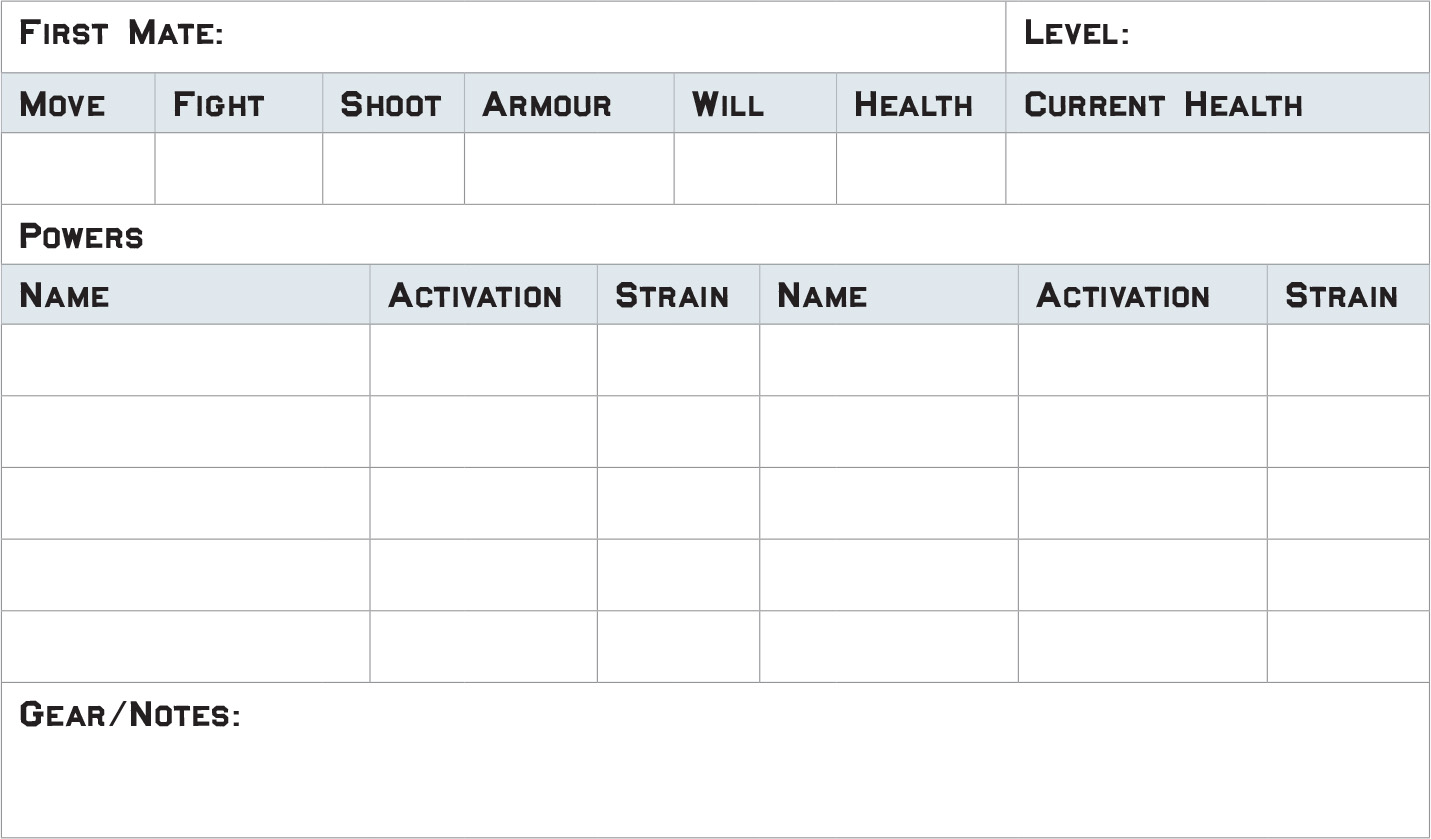 First Mate: Level:
Move Fight Shoot Armour Will Health Current Health
Powers
Name Activation Strain Name Activation Strain
Gear/Notes: